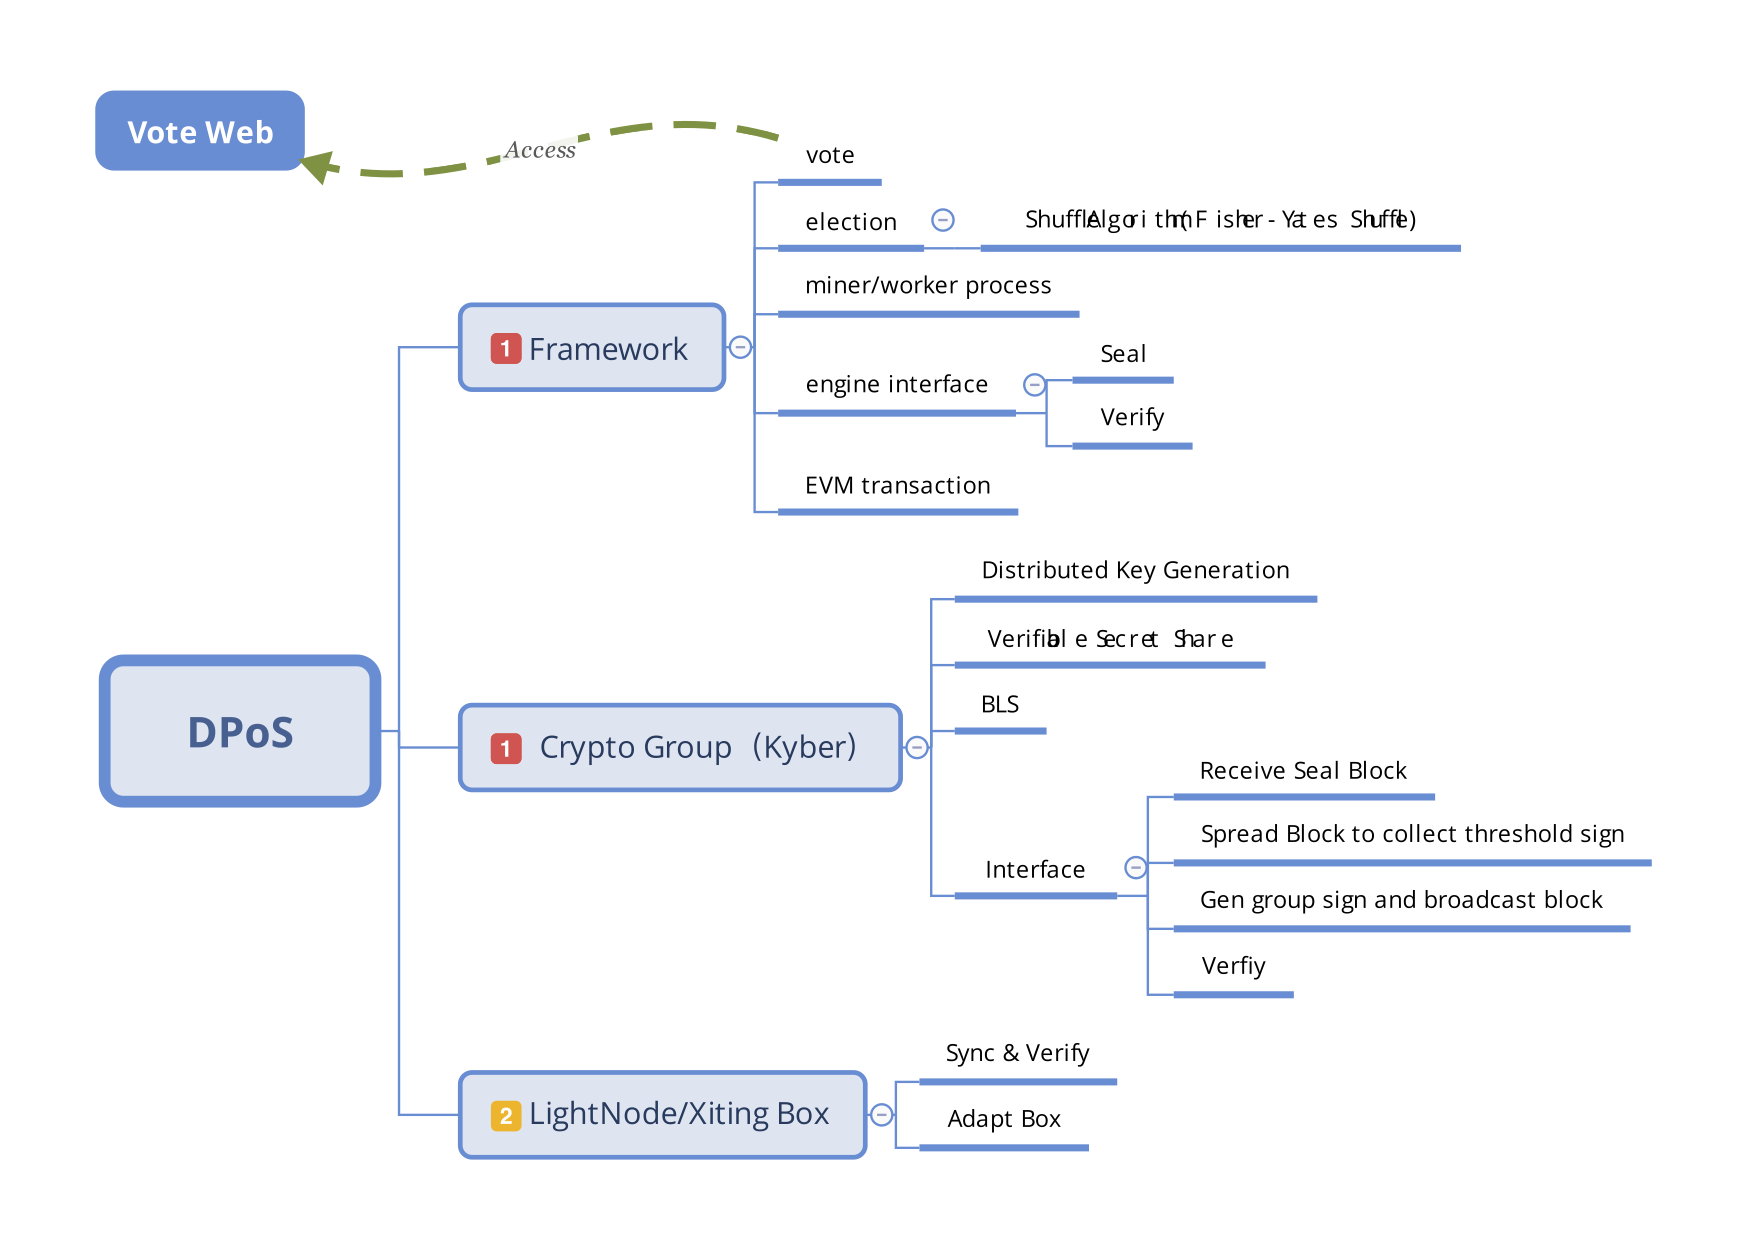 Vote Web
Access
vote
election
ShuffleAlgorithm(Fisher-Yates Shuffle)
miner/worker process
1 Framework
Seal
engine interface
Verify
EVM transaction
Distributed Key Generation
Verifiable Secret Share
BLS
DPoS
1 Crypto Group （Kyber）
Receive Seal Block
Spread Block to collect threshold sign
Interface
Gen group sign and broadcast block
Verfiy
Sync & Verify
2 LightNode/Xiting Box
Adapt Box